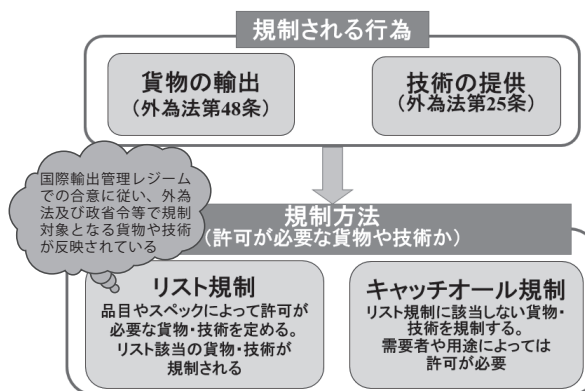 規制される行為
貨物の輸出
（外為法第48条）
技術の提供
（外為法第25条）
国際輸出管理レジーム
での合意に従い、外為
法及び政省令等で規制
対象となる貨物や技術
が反映されている
規制方法
（許可が必要な貨物や技術か）
リスト規制
品目やスペックによって許可が
必要な貨物・技術を定める。
リスト該当の貨物・技術が
規制される
キャッチオール規制
リスト規制に該当しない貨物・
技術を規制する。
需要者や用途によっては
許可が必要